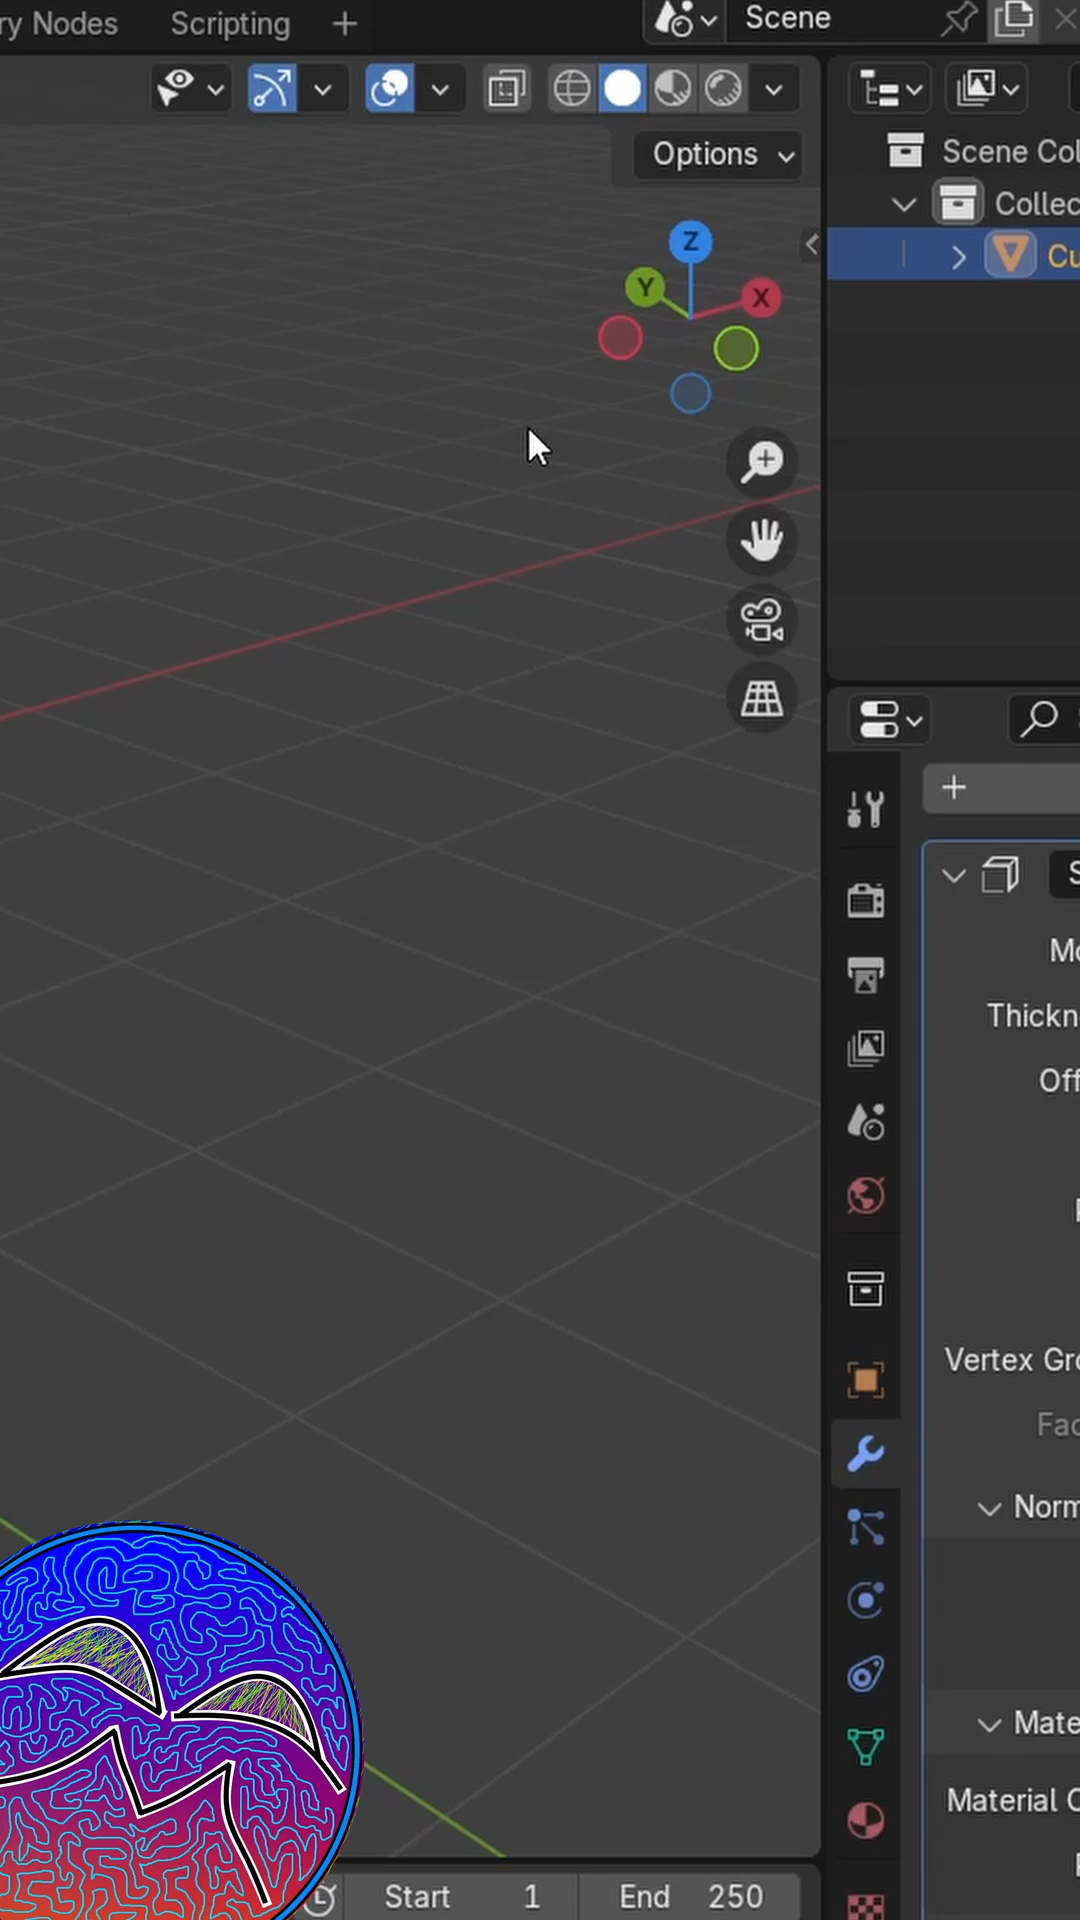 ry Nodes Scripting + Scene
Options
Scene Col
Collec
Cu
Z
Y
X
S
Mo
Thickn
Off
Vertex Gro
Fac
Norm
Mate
Material O
Start 1 End 250